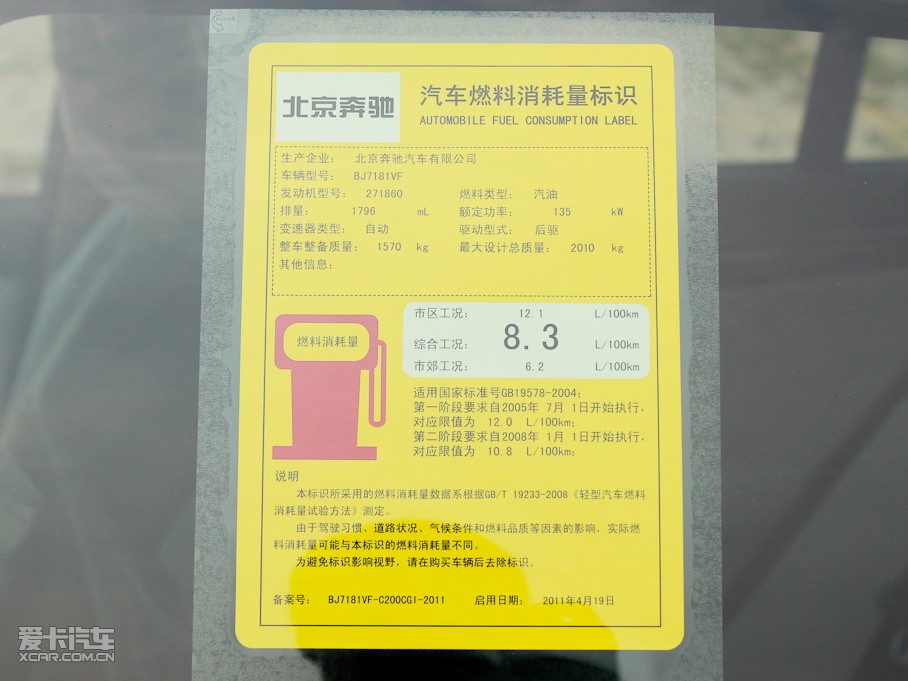 北京奔驰
汽车燃料消耗量标识
AUTOMOBILE FUEL CONSUMPTION LABEL
生产企业： 北京奔驰汽车有限公司
车辆型号： BJ7181VF
发动机型号： 271860 燃料类型： 汽油
排量： 1796 mL 额定功率： 135 kW
变速器类型： 自动 驱动型式： 后驱
整车整备质量： 1570 kg 最大设计总质量： 2010 kg
其他信息：
市区工况： 12.1 L/100km
综合工况： 8.3 L/100km
市郊工况： 6.2 L/100km
燃料消耗量
适用国家标准号GB19578-2004；
第一阶段要求自2005年 7月 1日开始执行，
对应限值为 12.0 L/100km；
第二阶段要求自2008年 1月 1日开始执行，
对应限值为 10.8 L/100km；
说明
本标识所采用的燃料消耗量数据系根据GB/T 19233-2008《轻型汽车燃料
消耗量试验方法》测定。
由于驾驶习惯、道路状况、气候条件和燃料品质等因素的影响，实际燃
料消耗量可能与本标识的燃料消耗量不同。
为避免标识影响视野，请在购买车辆后去除标识。
备案号： BJ7181VF-C200CGI-2011 启用日期： 2011年4月19日
爱卡汽车
XCAR.COM.CN